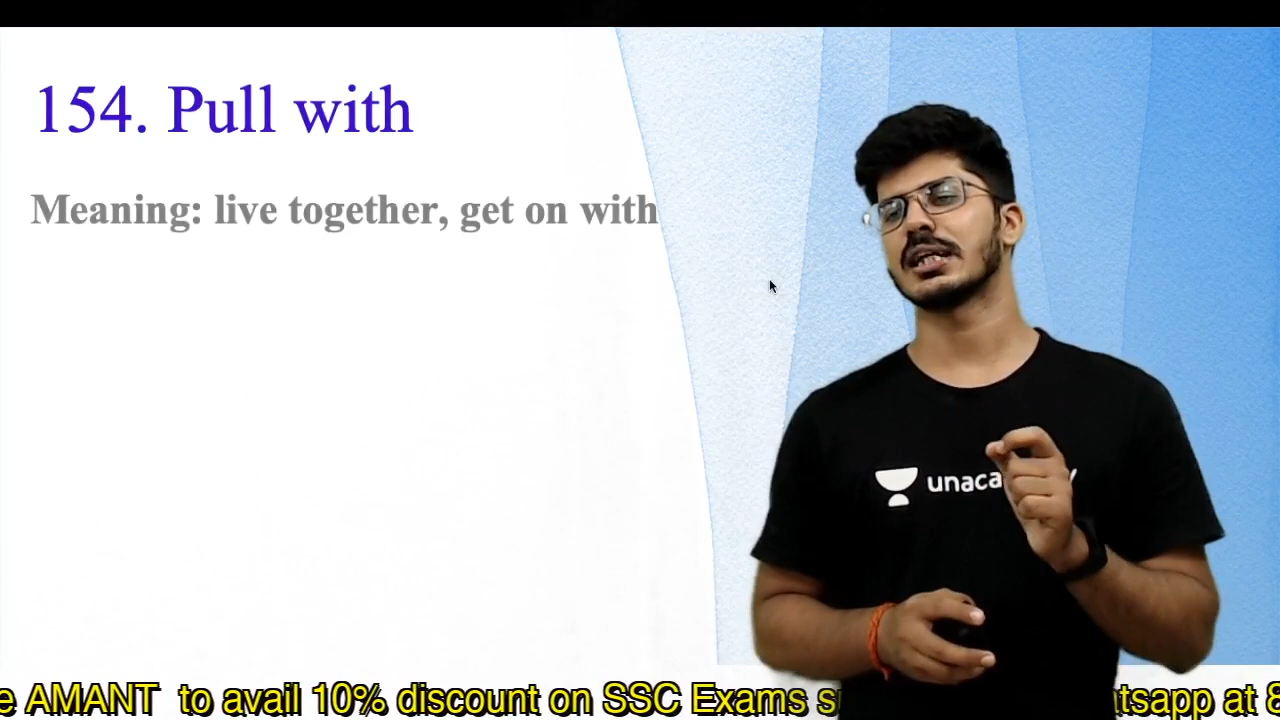 154. Pull with
Meaning: live together, get on with
unaca
e AMANT to avail 10% discount on SSC Exams s
tsapp at 8